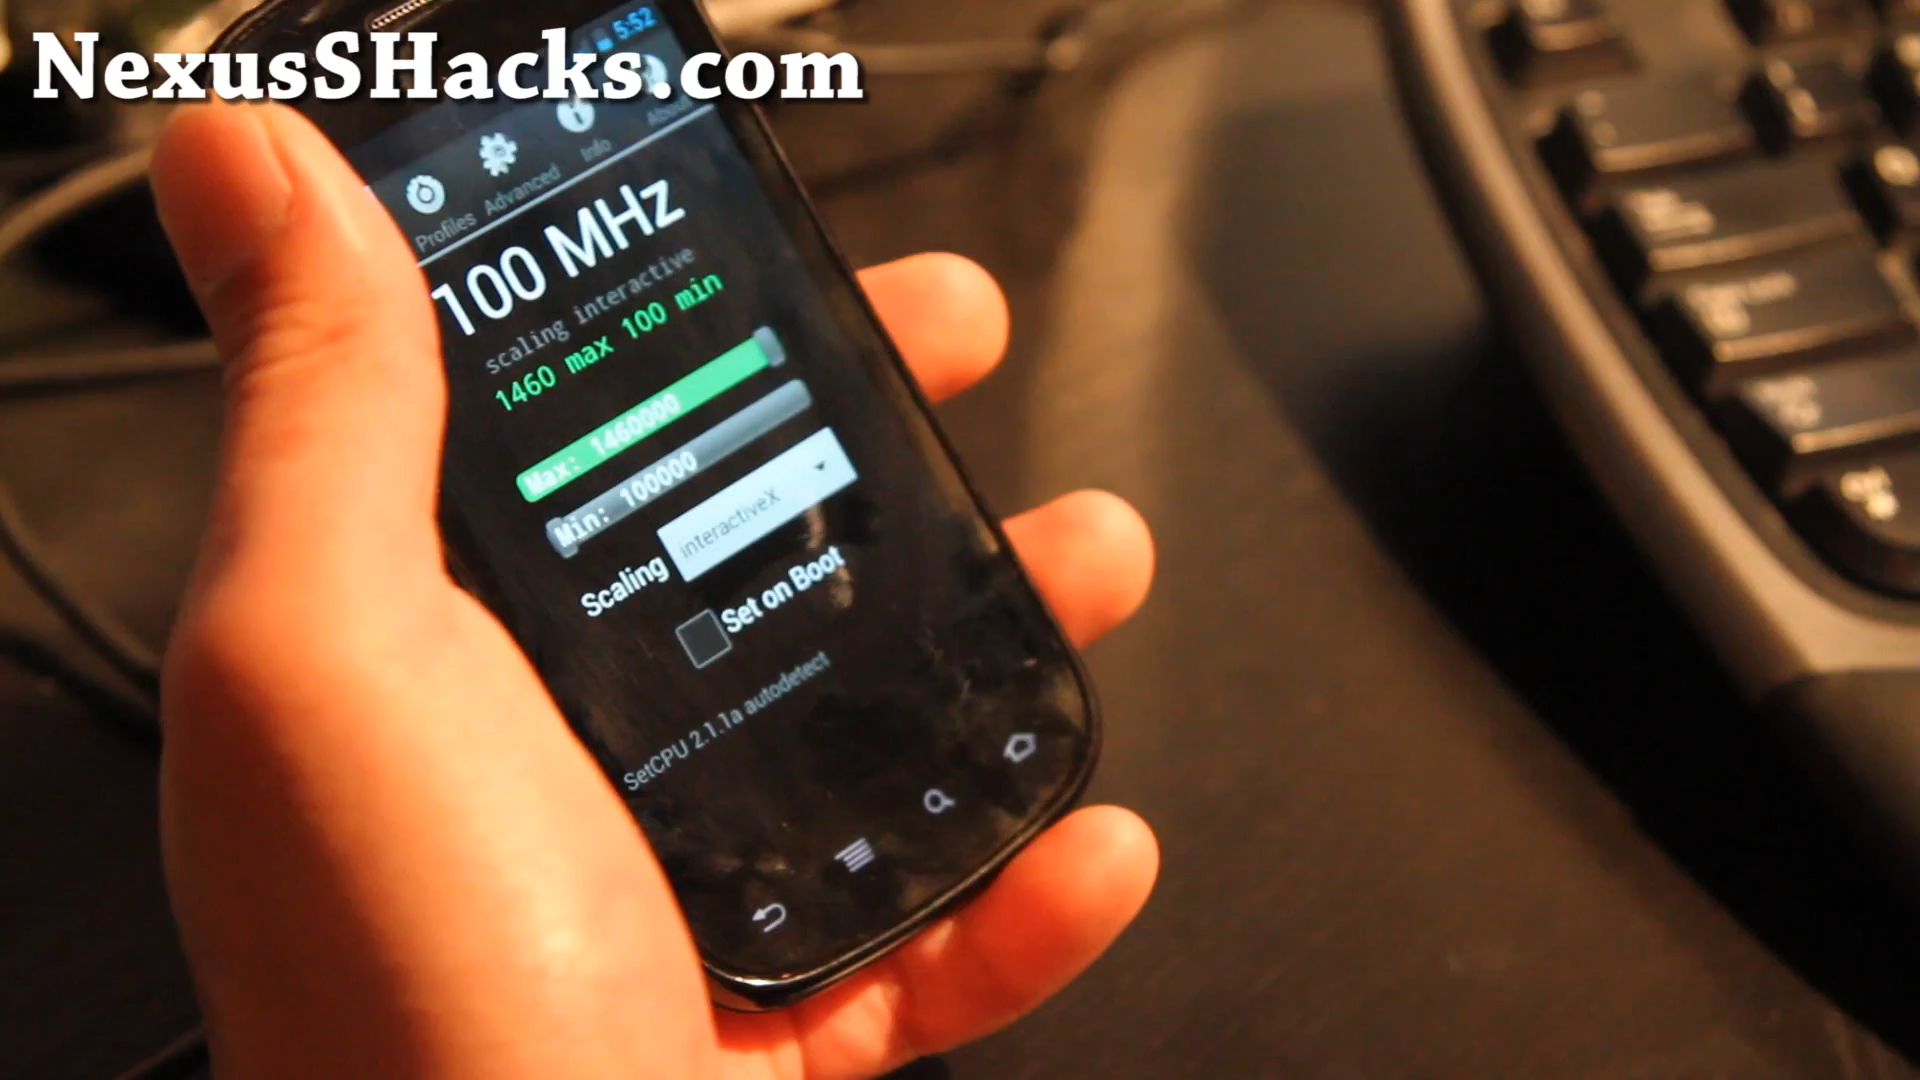 NexusSHacks.com
5:52
Profiles Advanced Info About
100 MHz
scaling interactive
1460 max 100 min
Max: 1460000
Min: 100000
Scaling interactiveX
Set on Boot
SetCPU 2.1.1a autodetect